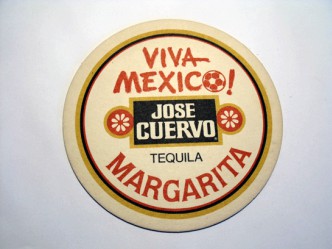 VIVA
MEXICO!
JOSE
CUERVO
TEQUILA
MARGARITA